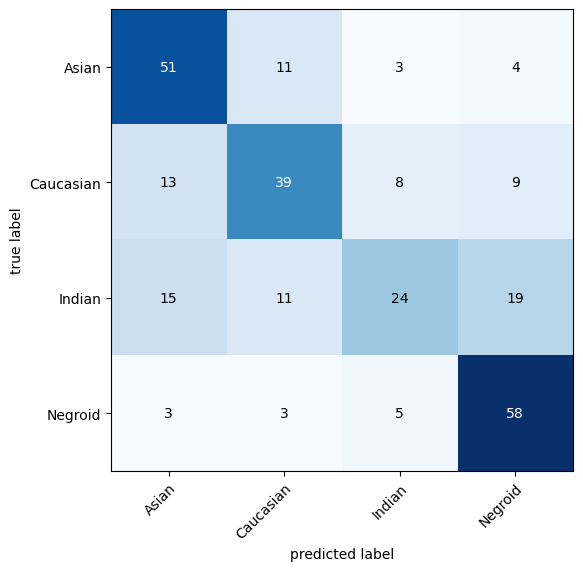 true label
Asian 51 11 3 4
Caucasian 13 39 8 9
Indian 15 11 24 19
Negroid 3 3 5 58
Asian Caucasian Indian Negroid
predicted label